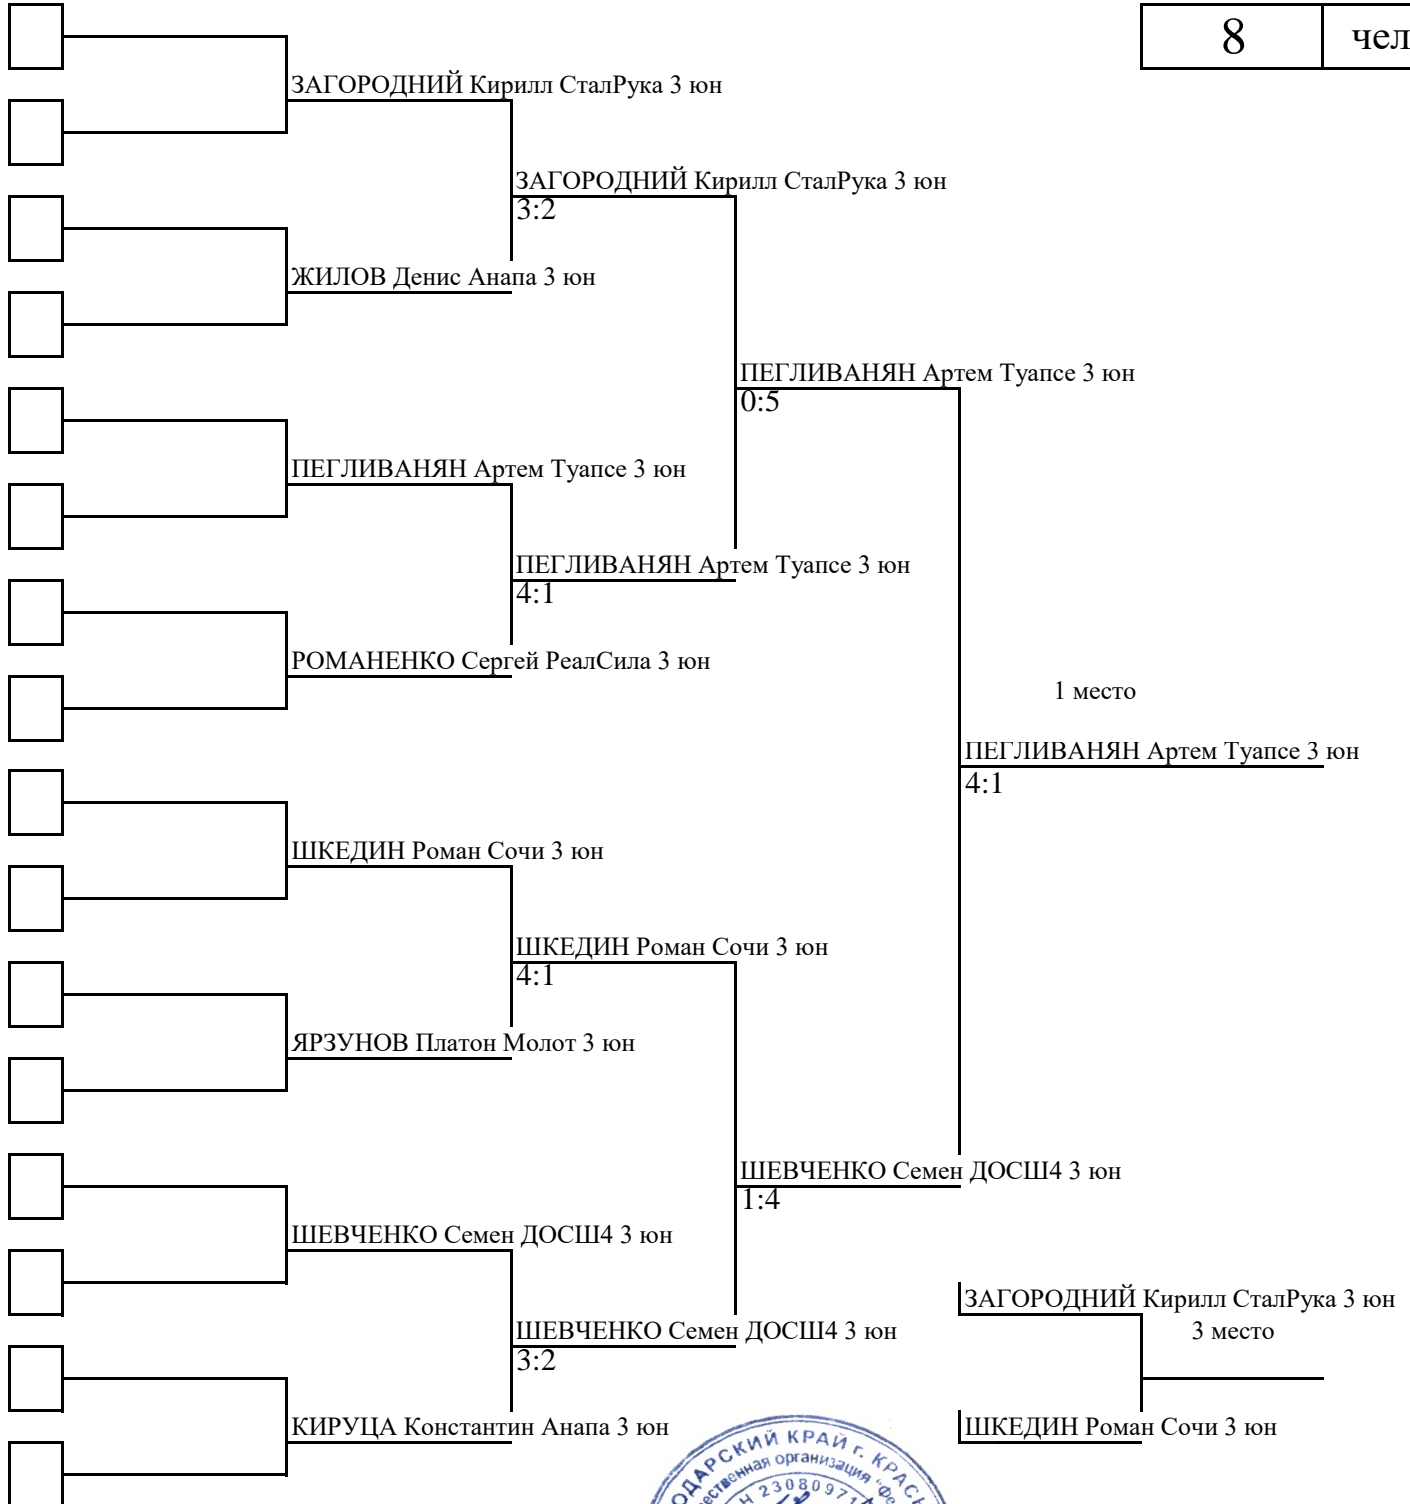 8 чел
ЗАГОРОДНИЙ Кирилл СталРука 3 юн
ЗАГОРОДНИЙ Кирилл СталРука 3 юн
3:2
ЖИЛОВ Денис Анапа 3 юн
ПЕГЛИВАНЯН Артем Туапсе 3 юн
0:5
ПЕГЛИВАНЯН Артем Туапсе 3 юн
ПЕГЛИВАНЯН Артем Туапсе 3 юн
4:1
РОМАНЕНКО Сергей РеалСила 3 юн
1 место
ПЕГЛИВАНЯН Артем Туапсе 3 юн
4:1
ШКЕДИН Роман Сочи 3 юн
ШКЕДИН Роман Сочи 3 юн
4:1
ЯРЗУНОВ Платон Молот 3 юн
ШЕВЧЕНКО Семен ДОСШ4 3 юн
1:4
ШЕВЧЕНКО Семен ДОСШ4 3 юн
ЗАГОРОДНИЙ Кирилл СталРука 3 юн
ШЕВЧЕНКО Семен ДОСШ4 3 юн
3 место
3:2
КИРУЦА Константин Анапа 3 юн
ШКЕДИН Роман Сочи 3 юн
КРАЙ г.
организация